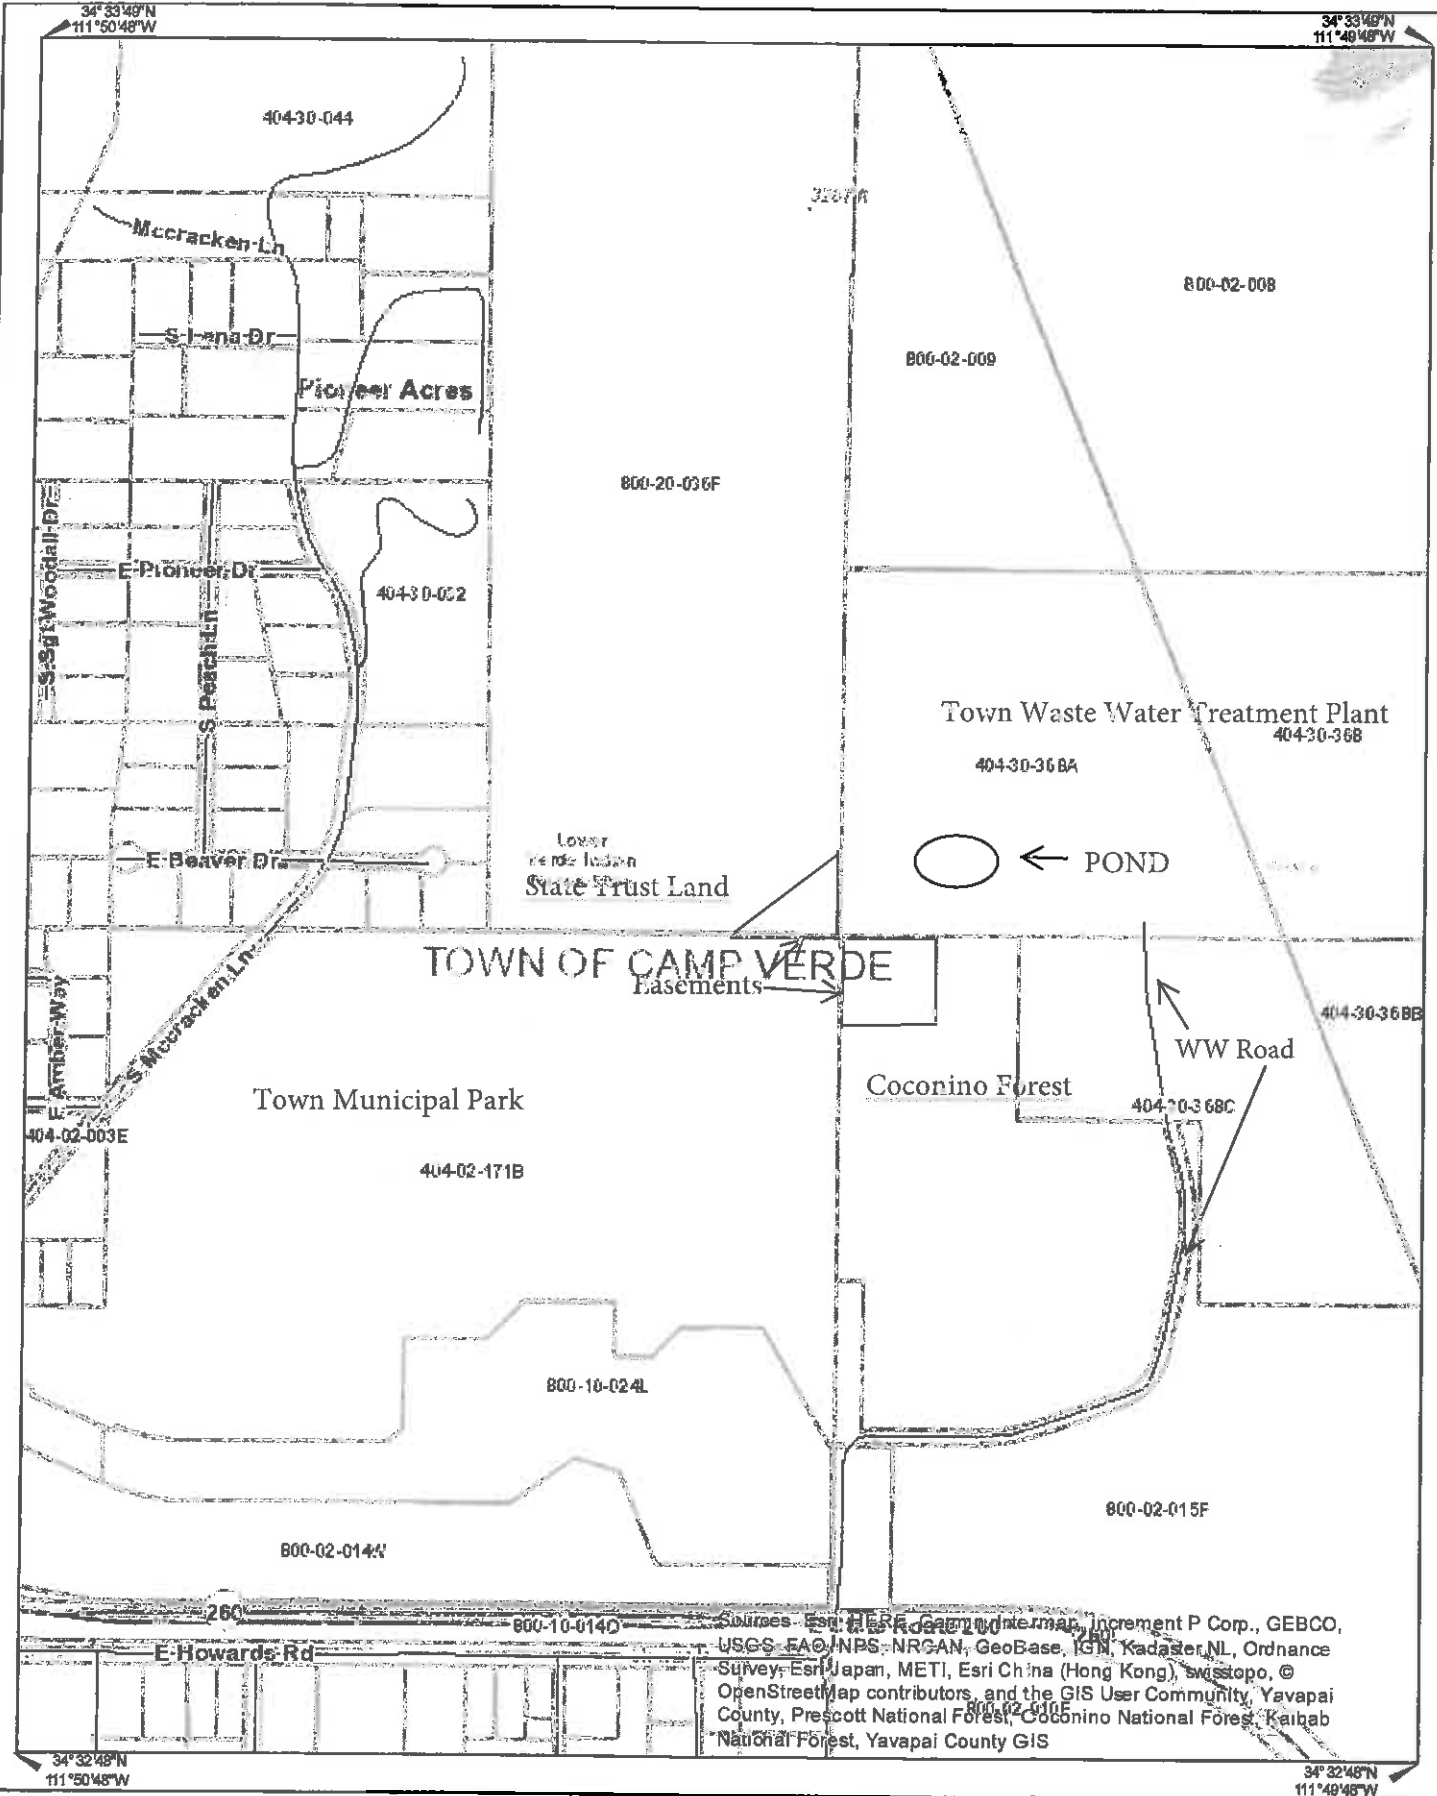 34°33'49"N
111°50'48"W
34°33'49"N
111°49'48"W
404-30-044
Mccracken Ln
800-02-008
S Lena Dr
800-02-009
Pioneer Acres
800-20-036F
S Sgt Woodall Dr
E Pioneer Dr
404-30-032
S Peach Ln
Town Waste Water Treatment Plant
404-30-368
404-30-368A
Lower
Verde Indian
E Beaver Dr
POND
State Trust Land
TOWN OF CAMP VERDE
Easements
E Amber Way
S Mccracken Ln
404-30-368B
WW Road
Town Municipal Park
Coconino Forest
404-30-368C
404-02-003E
404-02-171B
800-10-024L
800-02-015F
800-02-014W
260
800-10-014D
E Howards Rd
Sources: Esri, HERE, Garmin, Intermap, Increment P Corp., GEBCO,
USGS, FAO, NPS, NRCAN, GeoBase, IGN, Kadaster NL, Ordnance
Survey, Esri Japan, METI, Esri China (Hong Kong), swisstopo, ©
OpenStreetMap contributors, and the GIS User Community, Yavapai
County, Prescott National Forest, Coconino National Forest, Kaibab
National Forest, Yavapai County GIS
34°32'48"N
111°50'48"W
34°32'48"N
111°49'48"W